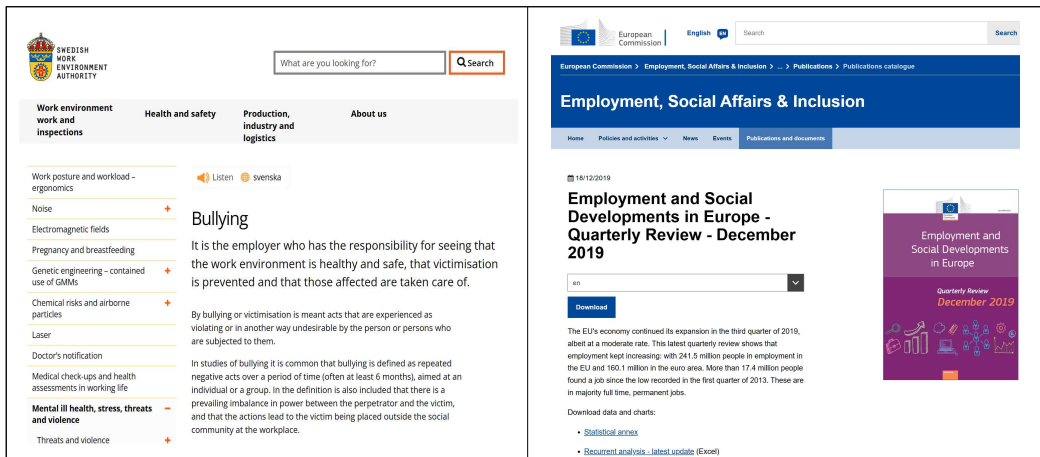 SWEDISH
WORK
ENVIRONMENT
AUTHORITY
What are you looking for?
Search
Work environment
work and
inspections
Health and safety
Production,
industry and
logistics
About us
Work posture and workload –
ergonomics
Noise +
Electromagnetic fields
Pregnancy and breastfeeding
Genetic engineering – contained +
use of GMMs
Chemical risks and airborne +
particles
Laser
Doctor's notification
Medical check-ups and health
assessments in working life
Mental ill health, stress, threats –
and violence
Threats and violence +
Listen svenska
Bullying
It is the employer who has the responsibility for seeing that
the work environment is healthy and safe, that victimisation
is prevented and that those affected are taken care of.
By bullying or victimisation is meant acts that are experienced as
violating or in another way undesirable by the person or persons who
are subjected to them.
In studies of bullying it is common that bullying is defined as repeated
negative acts over a period of time (often at least 6 months), aimed at an
individual or a group. In the definition is also included that there is a
prevailing imbalance in power between the perpetrator and the victim,
and that the actions lead to the victim being placed outside the social
community at the workplace.
European
Commission
English EN
Search
Search
European Commission > Employment, Social Affairs & Inclusion > ... > Publications > Publications catalogue
Employment, Social Affairs & Inclusion
Home Policies and activities News Events Publications and documents
18/12/2019
Employment and Social
Developments in Europe -
Quarterly Review - December
2019
en
Download
The EU's economy continued its expansion in the third quarter of 2019,
albeit at a moderate rate. This latest quarterly review shows that
employment kept increasing: with 241.5 million people in employment in
the EU and 160.1 million in the euro area. More than 17.4 million people
found a job since the low recorded in the first quarter of 2013. These are
in majority full time, permanent jobs.
Download data and charts:
• Statistical annex
• Recurrent analysis - latest update (Excel)
Employment and
Social Developments
in Europe
Quarterly Review
December 2019